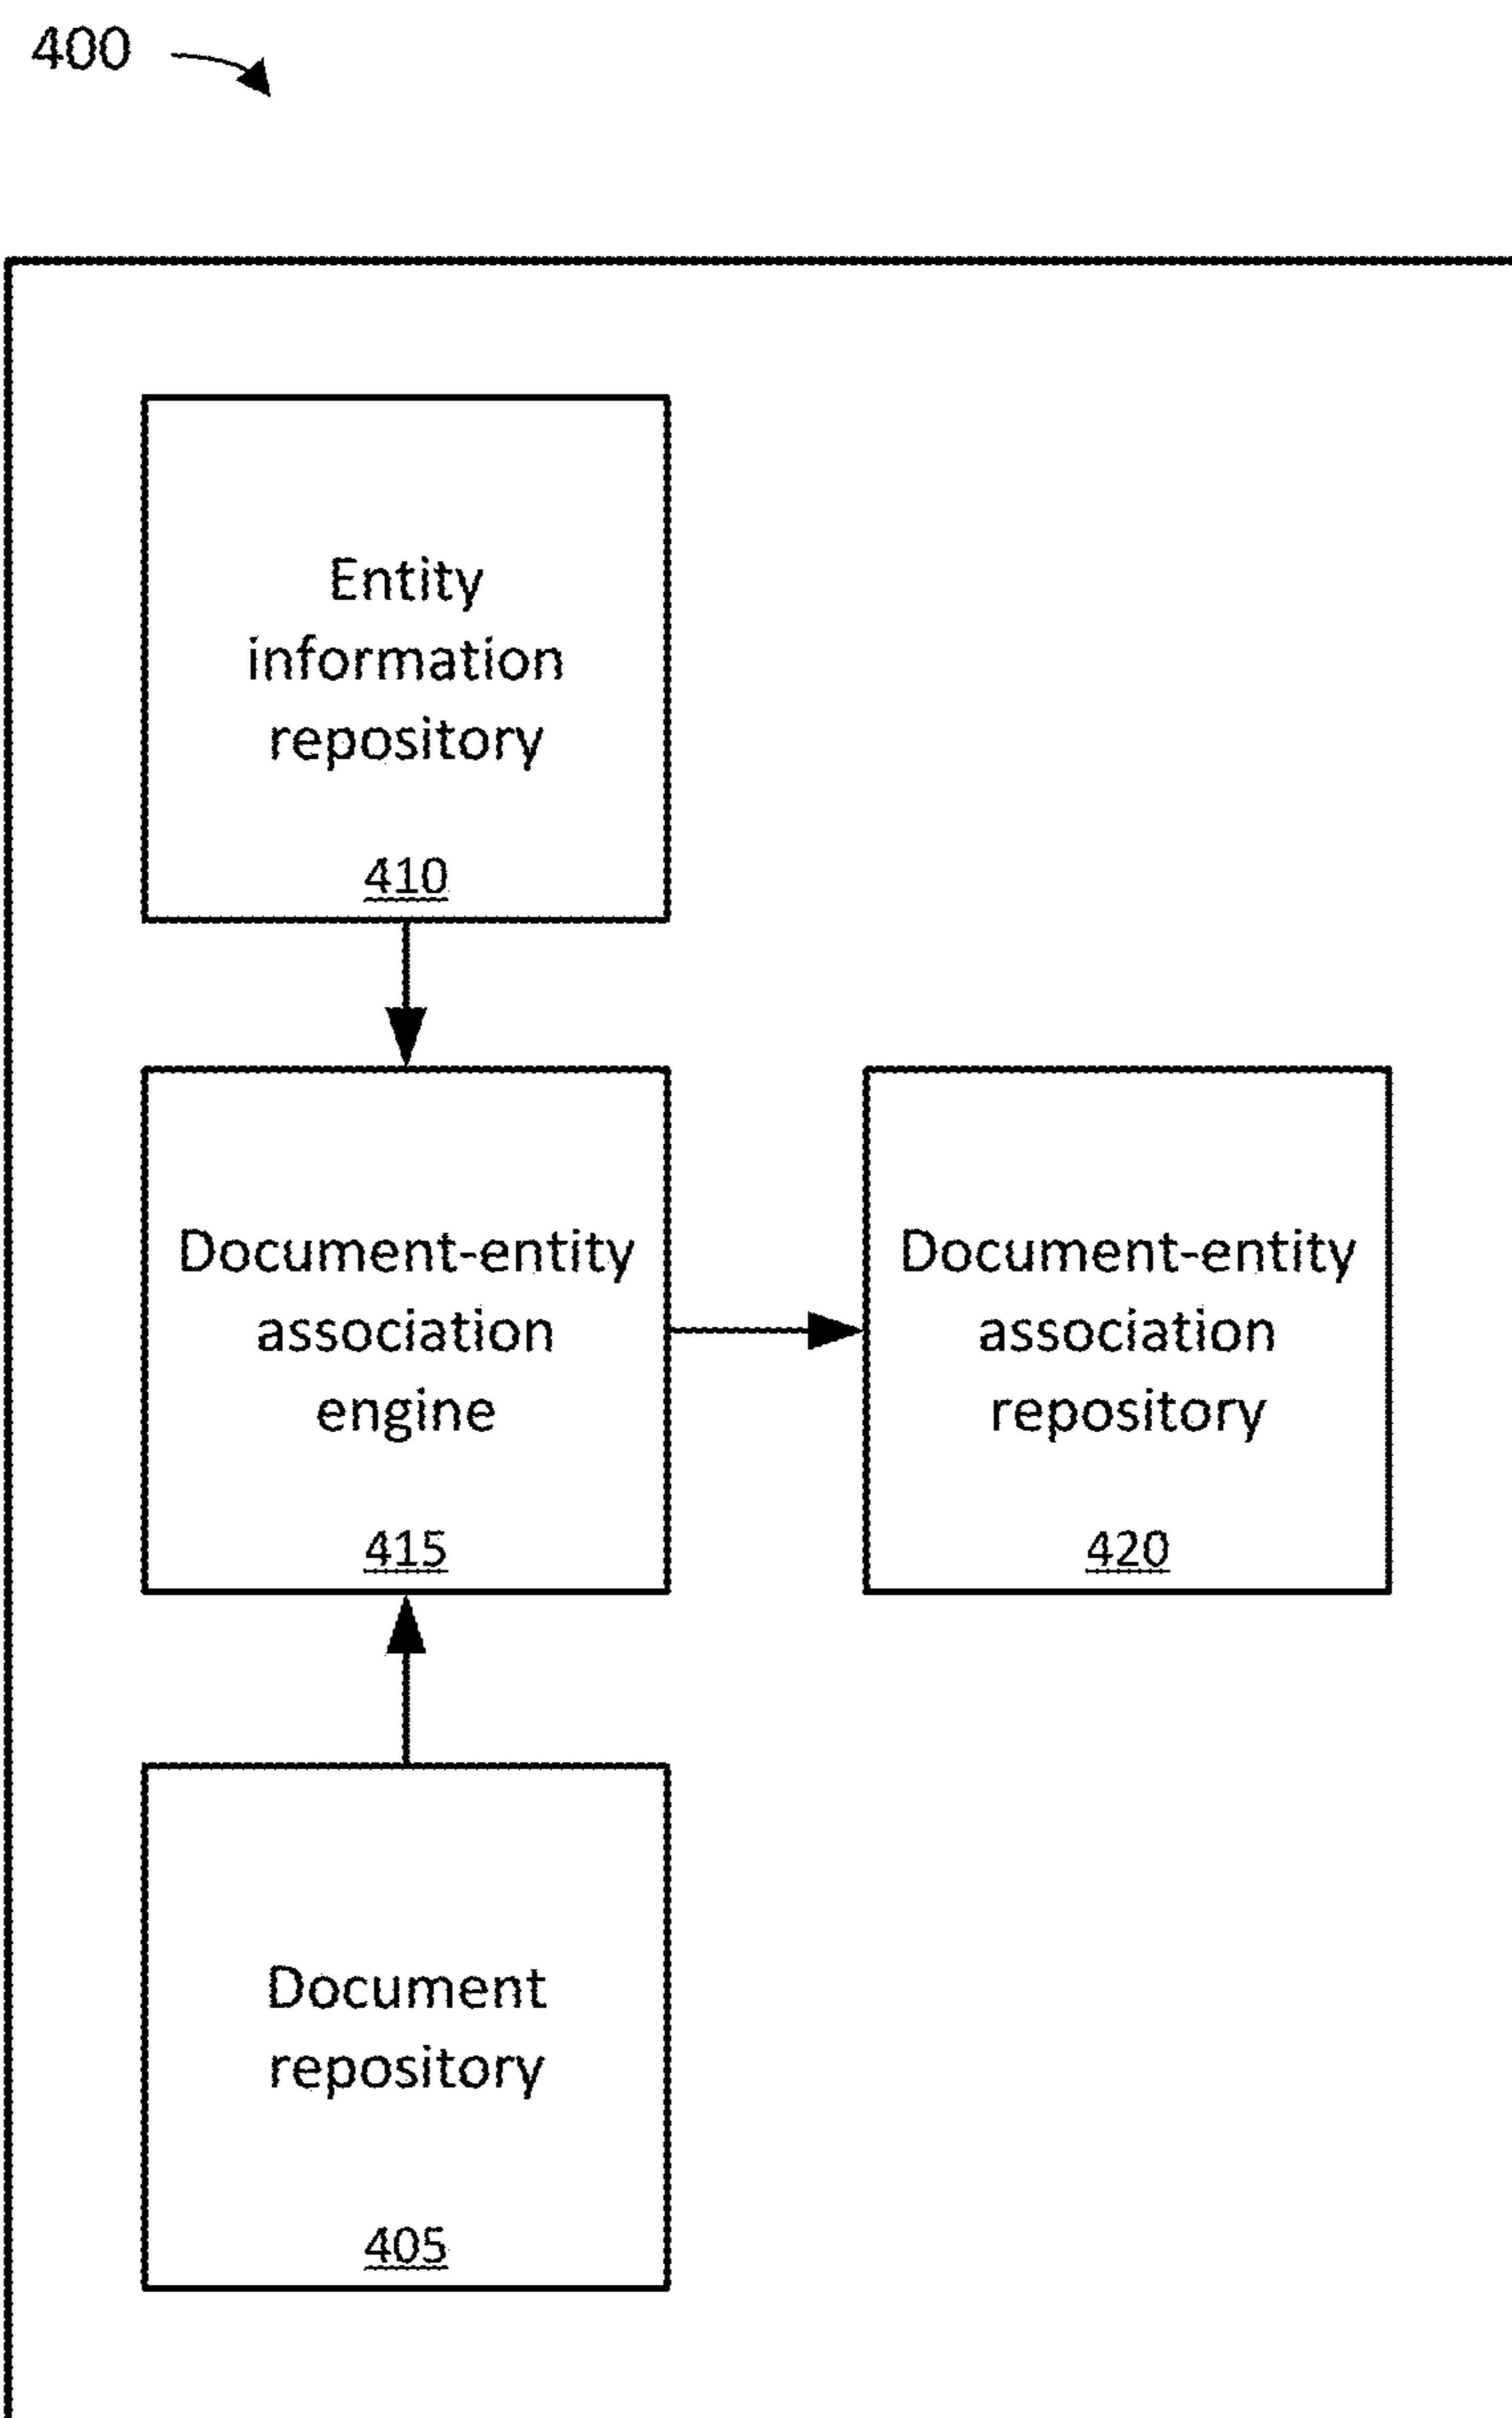 400
Entity
information
repository
410
Document-entity
association
engine
415
Document-entity
association
repository
420
Document
repository
405